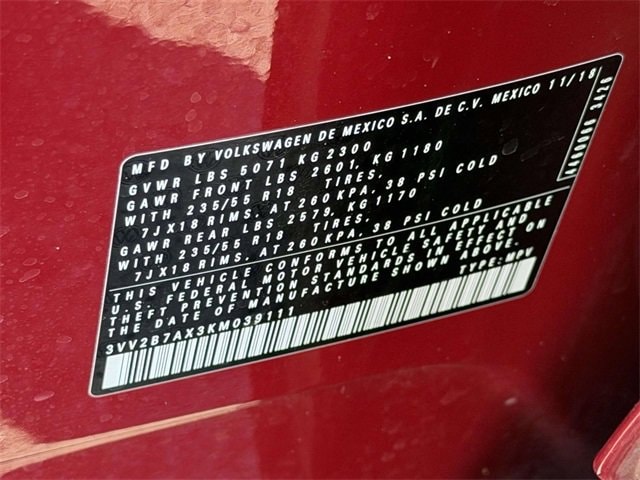 MFD BY VOLKSWAGEN DE MEXICO S.A. DE C.V. MEXICO 11/18
GVWR LBS 5071 KG 2300
GAWR FRONT LBS 2601, KG 1180
WITH 235/55 R18 TIRES,
7JX18 RIMS, AT 260 KPA, 38 PSI COLD
GAWR REAR LBS 2579, KG 1170
WITH 235/55 R18 TIRES,
7JX18 RIMS, AT 260 KPA, 38 PSI COLD
THIS VEHICLE CONFORMS TO ALL APPLICABLE
U.S. FEDERAL MOTOR VEHICLE SAFETY AND
THEFT PREVENTION STANDARDS IN EFFECT ON
THE DATE OF MANUFACTURE SHOWN ABOVE.
3VV2B7AX3KM039111 TYPE: MPV